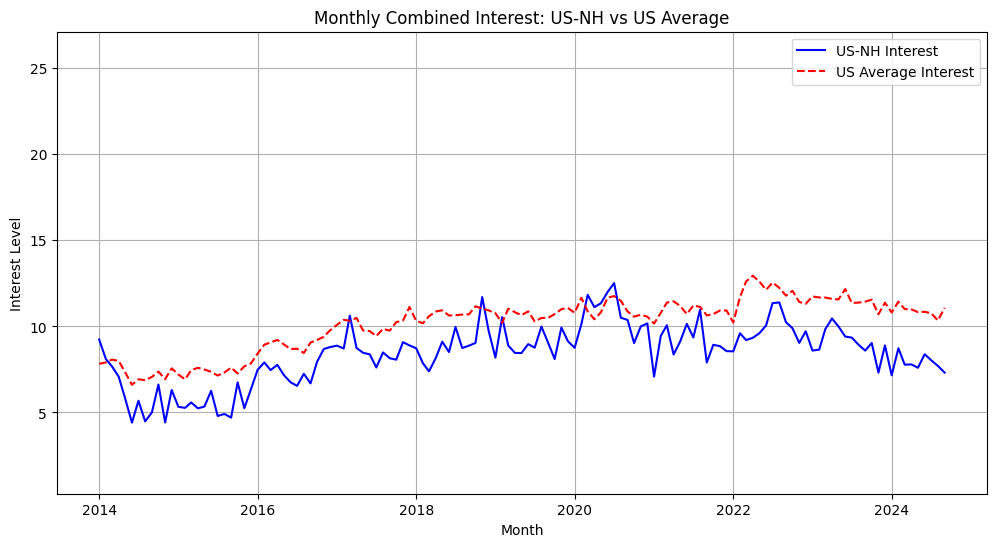 Monthly Combined Interest: US-NH vs US Average
US-NH Interest
US Average Interest
Interest Level
25
20
15
10
5
2014
2016
2018
2020
2022
2024
Month